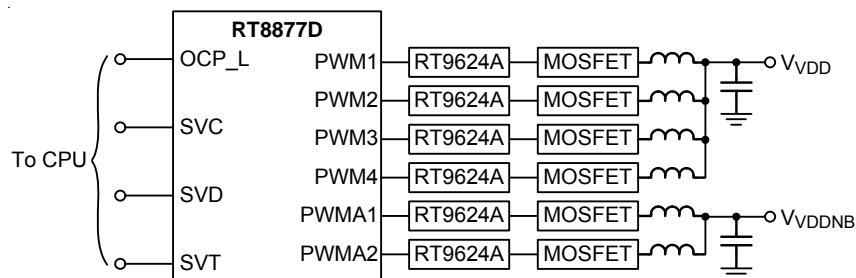 RT8877D
OCP_L PWM1 RT9624A MOSFET VVDD
PWM2 RT9624A MOSFET
SVC
PWM3 RT9624A MOSFET
To CPU
PWM4 RT9624A MOSFET
SVD
PWMA1 RT9624A MOSFET VVDDNB
PWMA2 RT9624A MOSFET
SVT